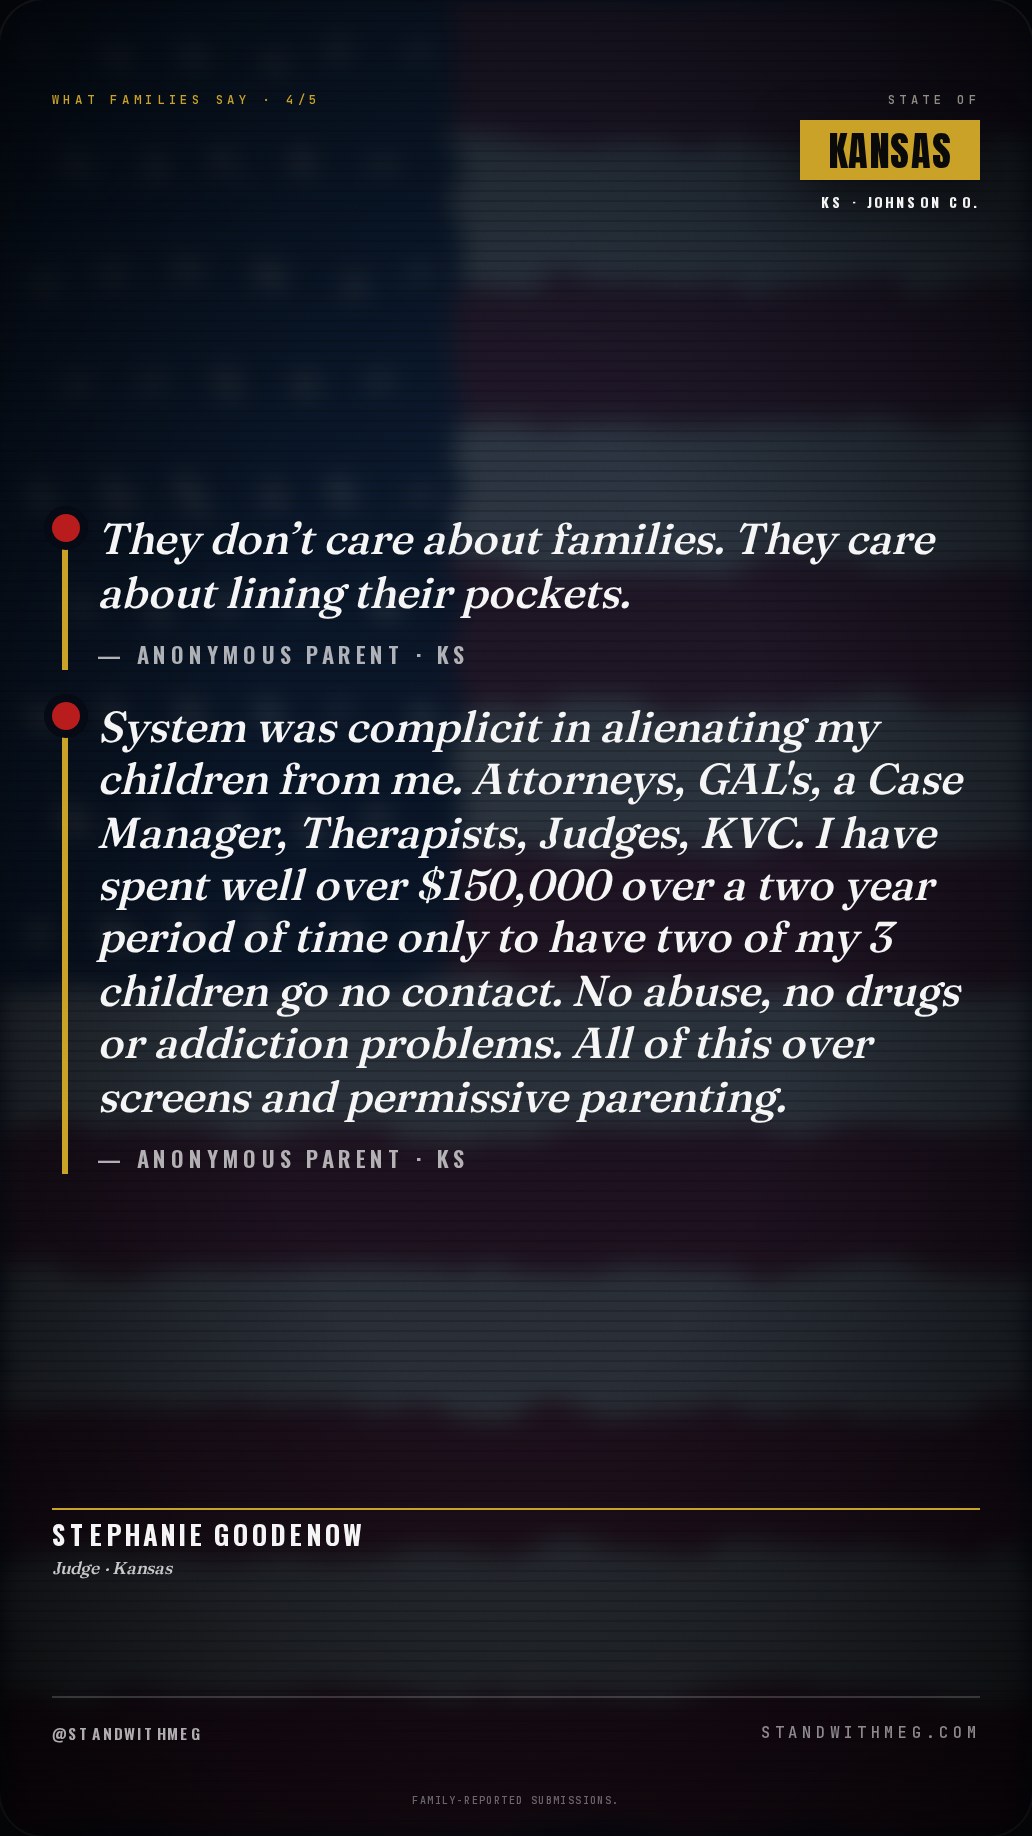 WHAT FAMILIES SAY · 4/5
STATE OF
KANSAS
KS · JOHNSON CO.
They don’t care about families. They care
about lining their pockets.
— ANONYMOUS PARENT · KS
System was complicit in alienating my
children from me. Attorneys, GAL's, a Case
Manager, Therapists, Judges, KVC. I have
spent well over $150,000 over a two year
period of time only to have two of my 3
children go no contact. No abuse, no drugs
or addiction problems. All of this over
screens and permissive parenting.
— ANONYMOUS PARENT · KS
STEPHANIE GOODENOW
Judge · Kansas
@STANDWITHMEG
STANDWITHMEG.COM
FAMILY-REPORTED SUBMISSIONS.